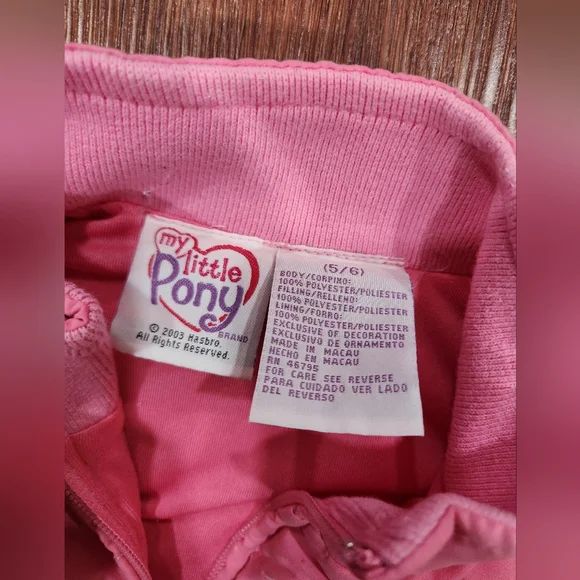 my
little
Pony
BRAND
© 2003 Hasbro.
All Rights Reserved.
(5/6)
BODY/CORPINO:
100% POLYESTER/POLIESTER
FILLING/RELLENO:
100% POLYESTER/POLIESTER
LINING/FORRO:
100% POLYESTER/POLIESTER
EXCLUSIVE OF DECORATION
EXCLUSIVO DE ORNAMENTO
MADE IN MACAU
HECHO EN MACAU
RN 46795
FOR CARE SEE REVERSE
PARA CUIDADO VER LADO
DEL REVERSO